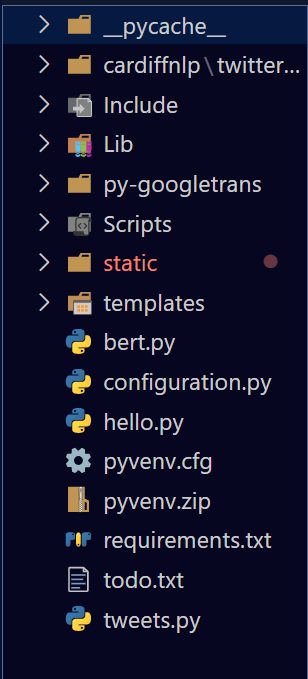 __pycache__
cardiffnlp\twitter...
Include
Lib
py-googletrans
Scripts
static
templates
bert.py
configuration.py
hello.py
pyvenv.cfg
pyvenv.zip
requirements.txt
todo.txt
tweets.py